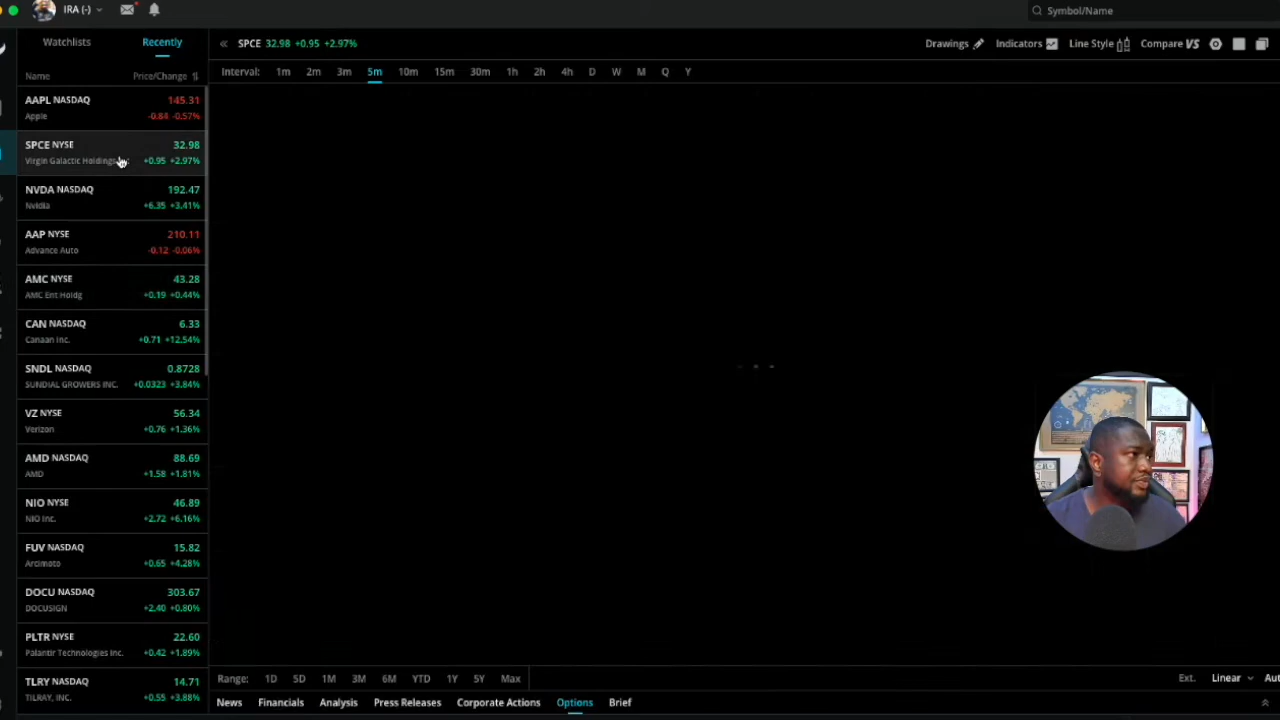 IRA (-)
Symbol/Name
Watchlists
Recently
SPCE 32.98 +0.95 +2.97%
Drawings
Indicators
Line Style
Compare VS
Name
Price/Change
Interval: 1m 2m 3m 5m 10m 15m 30m 1h 2h 4h D W M Q Y
AAPL NASDAQ 145.31
Apple -0.84 -0.57%
SPCE NYSE 32.98
Virgin Galactic Holdings +0.95 +2.97%
NVDA NASDAQ 192.47
Nvidia +6.35 +3.41%
AAP NYSE 210.11
Advance Auto -0.12 -0.06%
AMC NYSE 43.28
AMC Ent Holdg +0.19 +0.44%
CAN NASDAQ 6.33
Canaan Inc. +0.71 +12.54%
SNDL NASDAQ 0.8728
SUNDIAL GROWERS INC. +0.0323 +3.84%
VZ NYSE 56.34
Verizon +0.76 +1.36%
AMD NASDAQ 88.69
AMD +1.58 +1.81%
NIO NYSE 46.89
NIO Inc. +2.72 +6.16%
FUV NASDAQ 15.82
Arcimoto +0.65 +4.28%
DOCU NASDAQ 303.67
DOCUSIGN +2.40 +0.80%
PLTR NYSE 22.60
Palantir Technologies Inc. +0.42 +1.89%
TLRY NASDAQ 14.71
TILRAY, INC. +0.55 +3.88%
Range: 1D 5D 1M 3M 6M YTD 1Y 5Y Max
Ext. Linear Aut
News Financials Analysis Press Releases Corporate Actions Options Brief